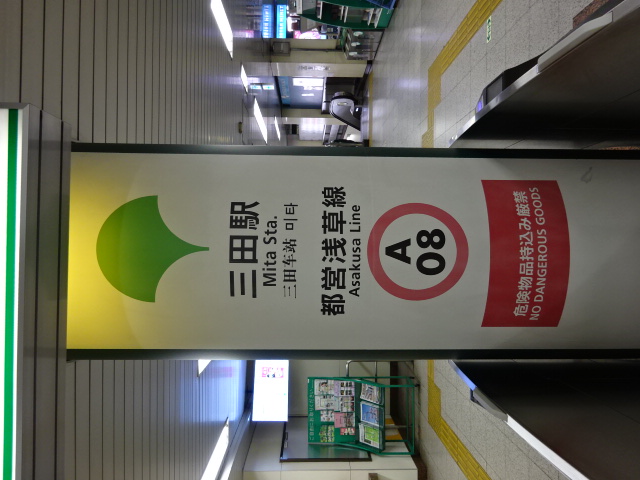 三田駅
Mita Sta.
三田车站 미타
都営浅草線
Asakusa Line
A
08
危険物品持込み厳禁
NO DANGEROUS GOODS